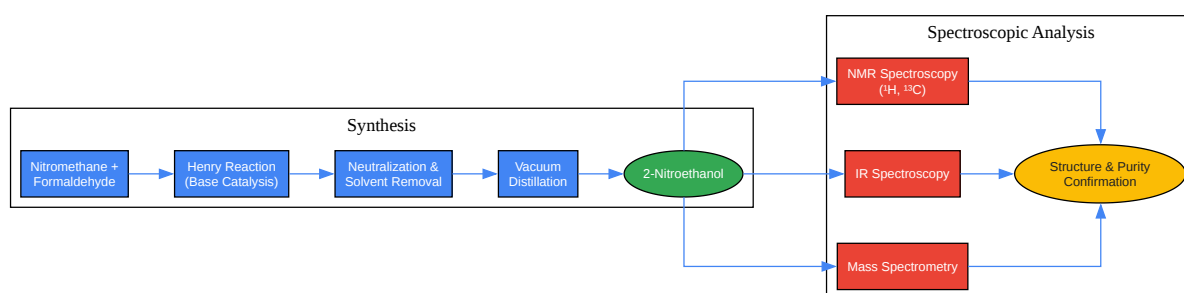 Synthesis
Nitromethane +
Formaldehyde
Henry Reaction
(Base Catalysis)
Neutralization &
Solvent Removal
Vacuum
Distillation
2-Nitroethanol
Spectroscopic Analysis
NMR Spectroscopy
(¹H, ¹³C)
IR Spectroscopy
Mass Spectrometry
Structure & Purity
Confirmation